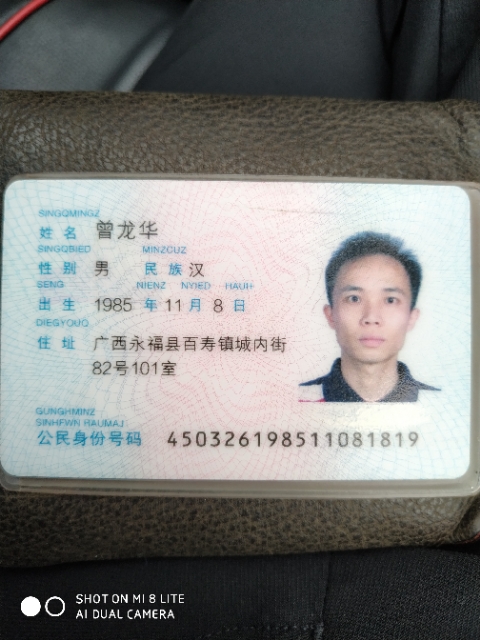 SINGQMINGZ
姓名 曾龙华
SINGQBIED MINZCUZ
性别 男 民族 汉
SENG NIENZ NYIED HAUH
出生 1985 年 11 月 8 日
DIEGYOUQ
住址 广西永福县百寿镇城内街
82号101室
GUNGHMINZ
SINHFWN HAUMAJ
公民身份号码 450326198511081819
SHOT ON MI 8 LITE
AI DUAL CAMERA